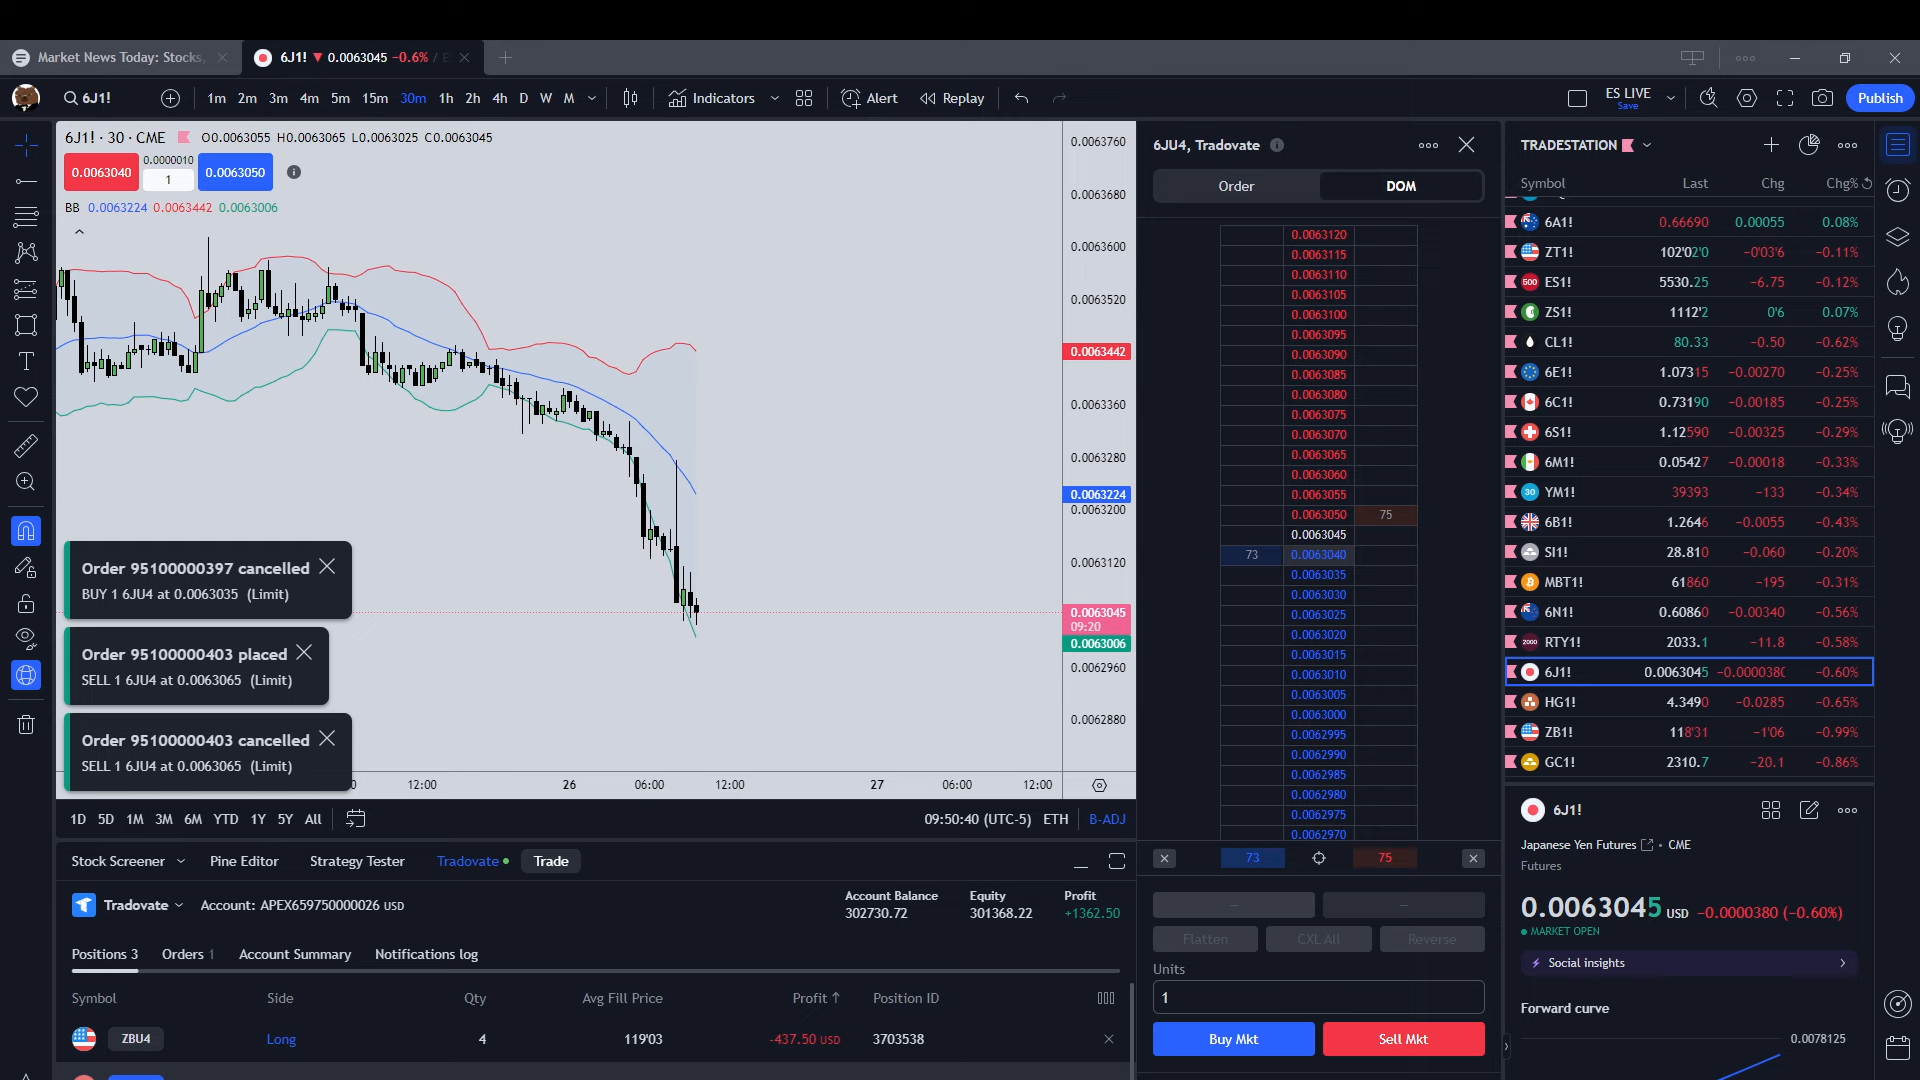 Market News Today: Stocks,
6J1! ▼ 0.0063045 −0.6% / E
6J1!
1m 2m 3m 4m 5m 15m 30m 1h 2h 4h D W M
Indicators
Alert
Replay
ES LIVE
Save
Publish
6J1! · 30 · CME O0.0063055 H0.0063065 L0.0063025 C0.0063045
0.0063040
0.0000010
1
0.0063050
BB 0.0063224 0.0063442 0.0063006
0.0063760
0.0063680
0.0063600
0.0063520
0.0063442
0.0063360
0.0063280
0.0063224
0.0063200
0.0063120
0.0063045
09:20
0.0063006
0.0062960
0.0062880
Order 95100000397 cancelled
BUY 1 6JU4 at 0.0063035 (Limit)
Order 95100000403 placed
SELL 1 6JU4 at 0.0063065 (Limit)
Order 95100000403 cancelled
SELL 1 6JU4 at 0.0063065 (Limit)
12:00 26 06:00 12:00 27 06:00 12:00
1D 5D 1M 3M 6M YTD 1Y 5Y All
09:50:40 (UTC-5) ETH B-ADJ
Stock Screener Pine Editor Strategy Tester Tradovate Trade
Tradovate Account: APEX659750000026 USD
Account Balance Equity Profit
302730.72 301368.22 +1362.50
Positions 3 Orders 1 Account Summary Notifications log
Symbol Side Qty Avg Fill Price Profit ↑ Position ID
ZBU4 Long 4 119'03 −437.50 USD 3703538
6JU4, Tradovate
Order DOM
0.0063120
0.0063115
0.0063110
0.0063105
0.0063100
0.0063095
0.0063090
0.0063085
0.0063080
0.0063075
0.0063070
0.0063065
0.0063060
0.0063055
0.0063050 75
0.0063045
73 0.0063040
0.0063035
0.0063030
0.0063025
0.0063020
0.0063015
0.0063010
0.0063005
0.0063000
0.0062995
0.0062990
0.0062985
0.0062980
0.0062975
0.0062970
73 75
Flatten CXL All Reverse
Units
1
Buy Mkt Sell Mkt
TRADESTATION
Symbol Last Chg Chg%
6A1! 0.66690 0.00055 0.08%
ZT1! 102'02'0 −0'03'6 −0.11%
500 ES1! 5530.25 −6.75 −0.12%
ZS1! 1112'2 0'6 0.07%
CL1! 80.33 −0.50 −0.62%
6E1! 1.07315 −0.00270 −0.25%
6C1! 0.73190 −0.00185 −0.25%
6S1! 1.12590 −0.00325 −0.29%
6M1! 0.05427 −0.00018 −0.33%
30 YM1! 39393 −133 −0.34%
6B1! 1.2646 −0.0055 −0.43%
SI1! 28.810 −0.060 −0.20%
MBT1! 61860 −195 −0.31%
6N1! 0.60860 −0.00340 −0.56%
2000 RTY1! 2033.1 −11.8 −0.58%
6J1! 0.0063045 −0.0000380 −0.60%
HG1! 4.3490 −0.0285 −0.65%
ZB1! 118'31 −1'06 −0.99%
GC1! 2310.7 −20.1 −0.86%
6J1!
Japanese Yen Futures • CME
Futures
0.0063045 USD −0.0000380 (−0.60%)
MARKET OPEN
Social insights
Forward curve
0.0078125